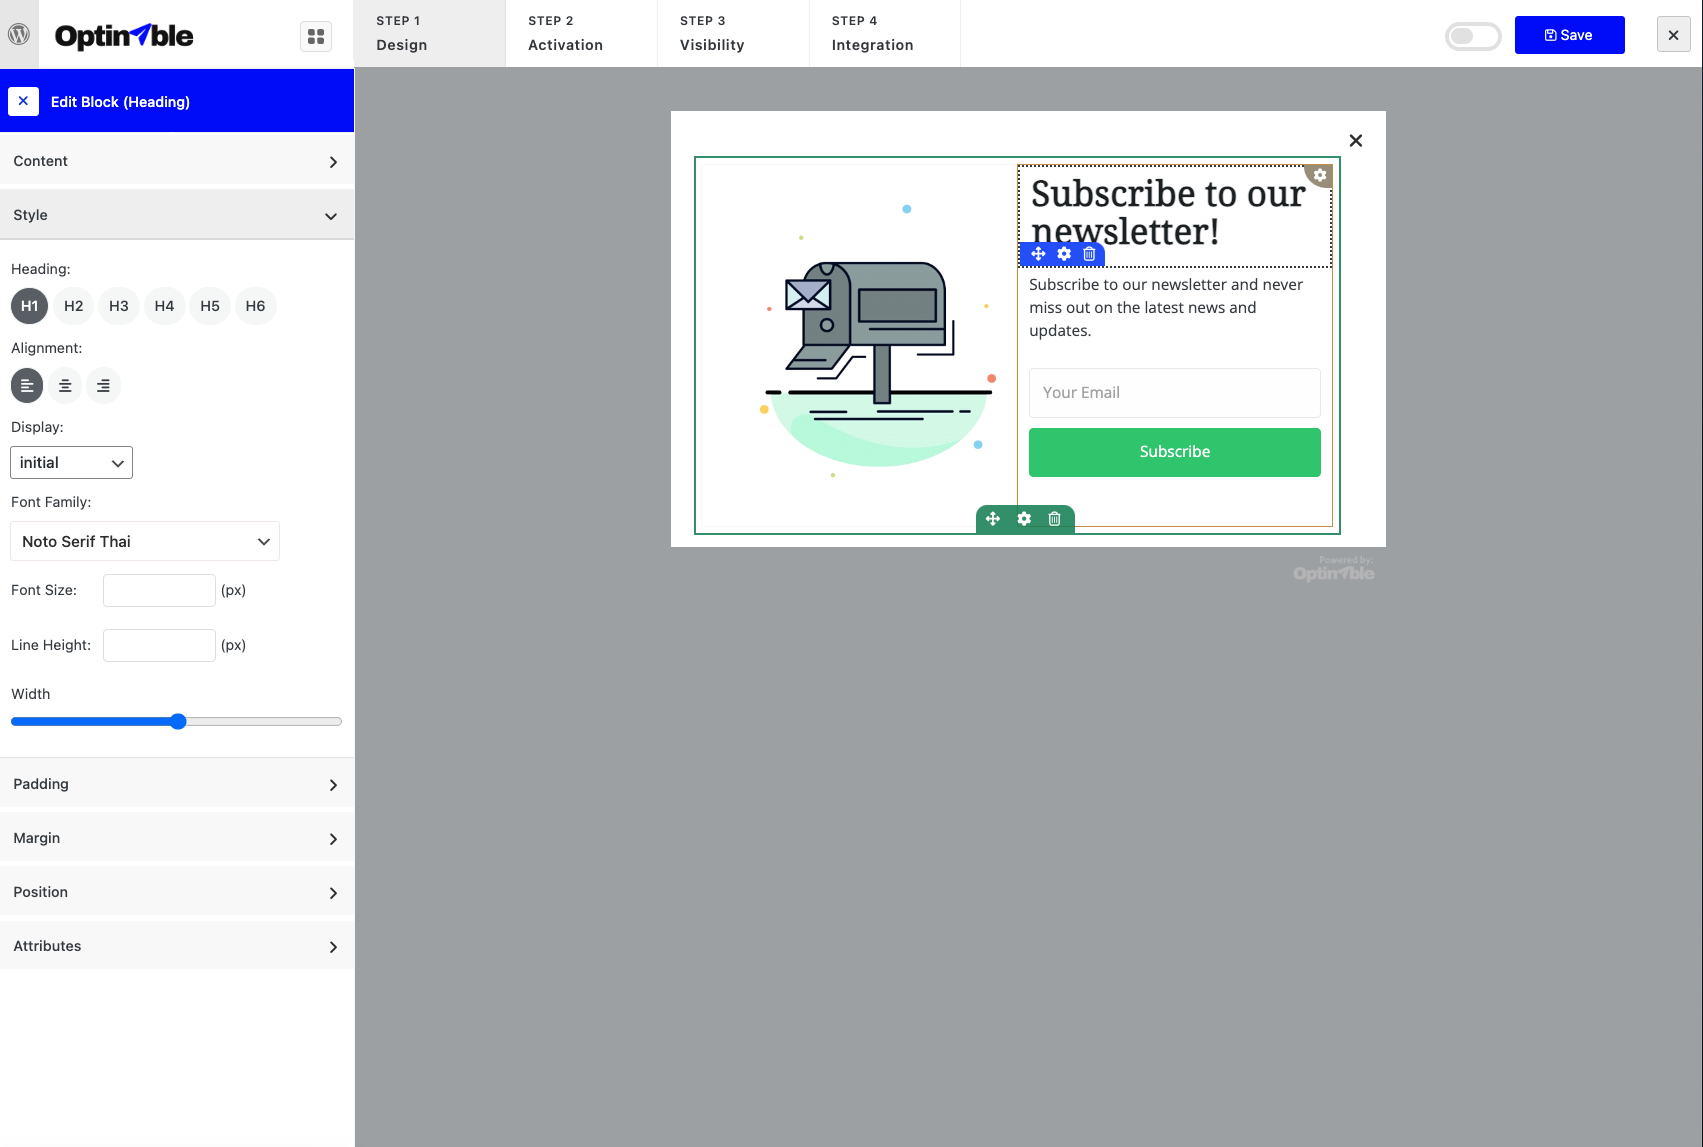 Optinable
STEP 1
Design
STEP 2
Activation
STEP 3
Visibility
STEP 4
Integration
Save
Edit Block (Heading)
Content
Style
Heading:
H1 H2 H3 H4 H5 H6
Alignment:
Display:
initial
Font Family:
Noto Serif Thai
Font Size: (px)
Line Height: (px)
Width
Padding
Margin
Position
Attributes
Subscribe to our
newsletter!
Subscribe to our newsletter and never
miss out on the latest news and
updates.
Your Email
Subscribe
Powered by:
Optinable